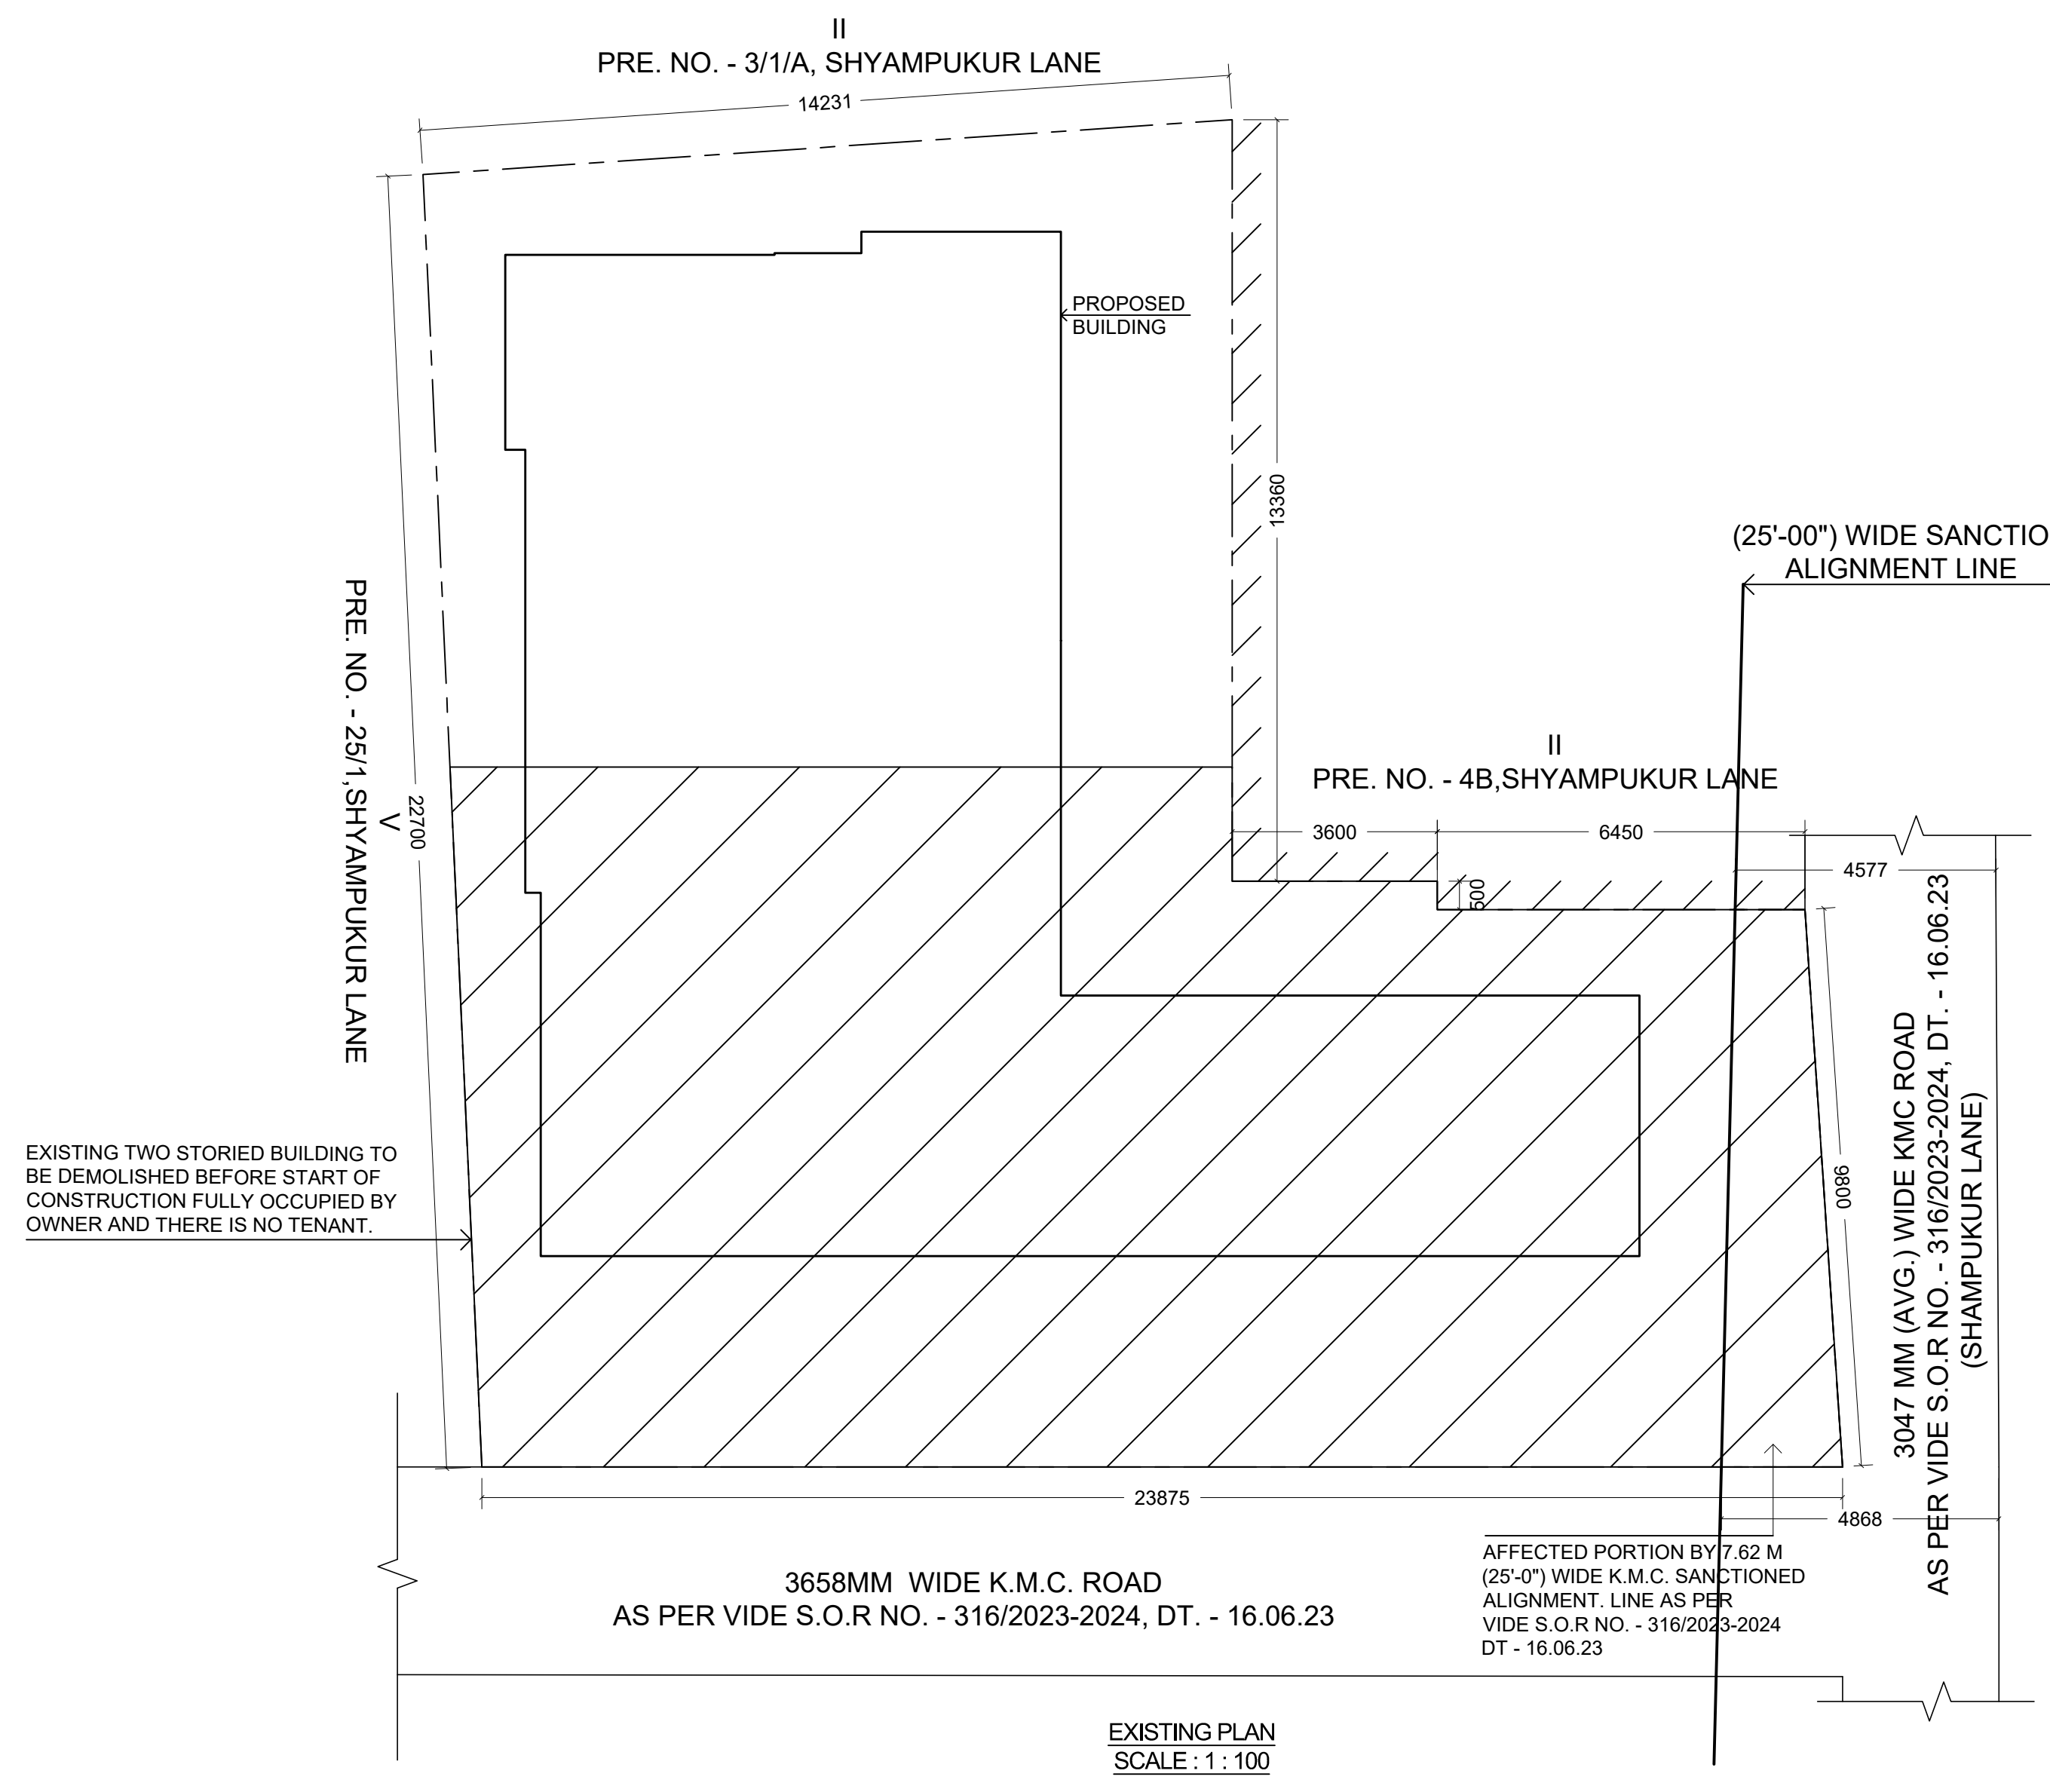 II
PRE. NO. - 3/1/A, SHYAMPUKUR LANE
14231
PROPOSED
BUILDING
13360
(25'-00") WIDE SANCTIO
ALIGNMENT LINE
PRE. NO. - 25/1,SHYAMPUKUR LANE
V
22700
II
PRE. NO. - 4B,SHYAMPUKUR LANE
3600
6450
4577
500
9800
3047 MM (AVG.) WIDE KMC ROAD
AS PER VIDE S.O.R NO. - 316/2023-2024, DT. - 16.06.23
(SHAMPUKUR LANE)
EXISTING TWO STORIED BUILDING TO
BE DEMOLISHED BEFORE START OF
CONSTRUCTION FULLY OCCUPIED BY
OWNER AND THERE IS NO TENANT.
23875
4868
3658MM WIDE K.M.C. ROAD
AS PER VIDE S.O.R NO. - 316/2023-2024, DT. - 16.06.23
AFFECTED PORTION BY 7.62 M
(25'-0") WIDE K.M.C. SANCTIONED
ALIGNMENT. LINE AS PER
VIDE S.O.R NO. - 316/2023-2024
DT - 16.06.23
EXISTING PLAN
SCALE : 1 : 100